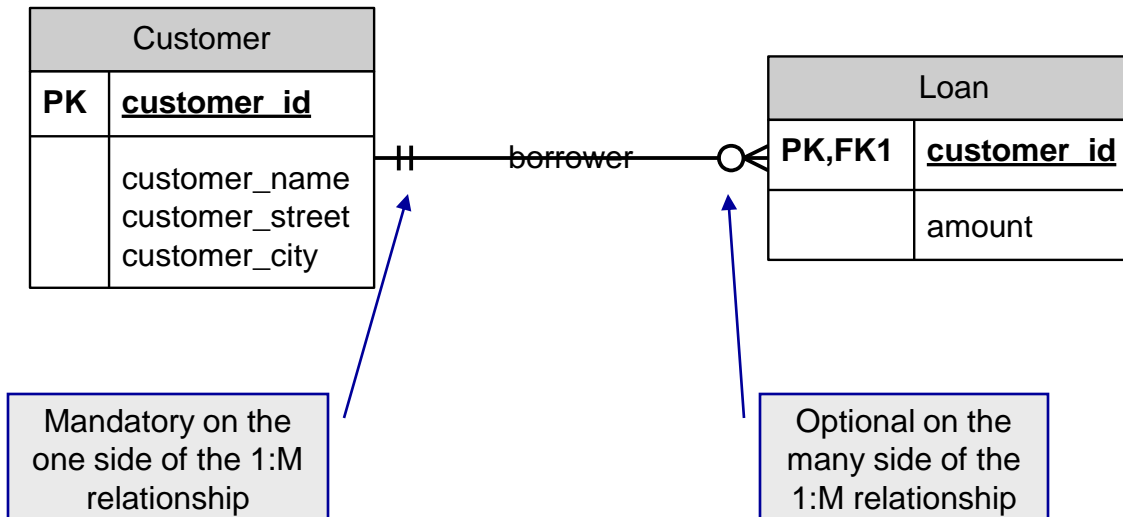 Customer
PK customer_id
customer_name
customer_street
customer_city
borrower
Loan
PK,FK1 customer_id
amount
Mandatory on the
one side of the 1:M
relationship
Optional on the
many side of the
1:M relationship